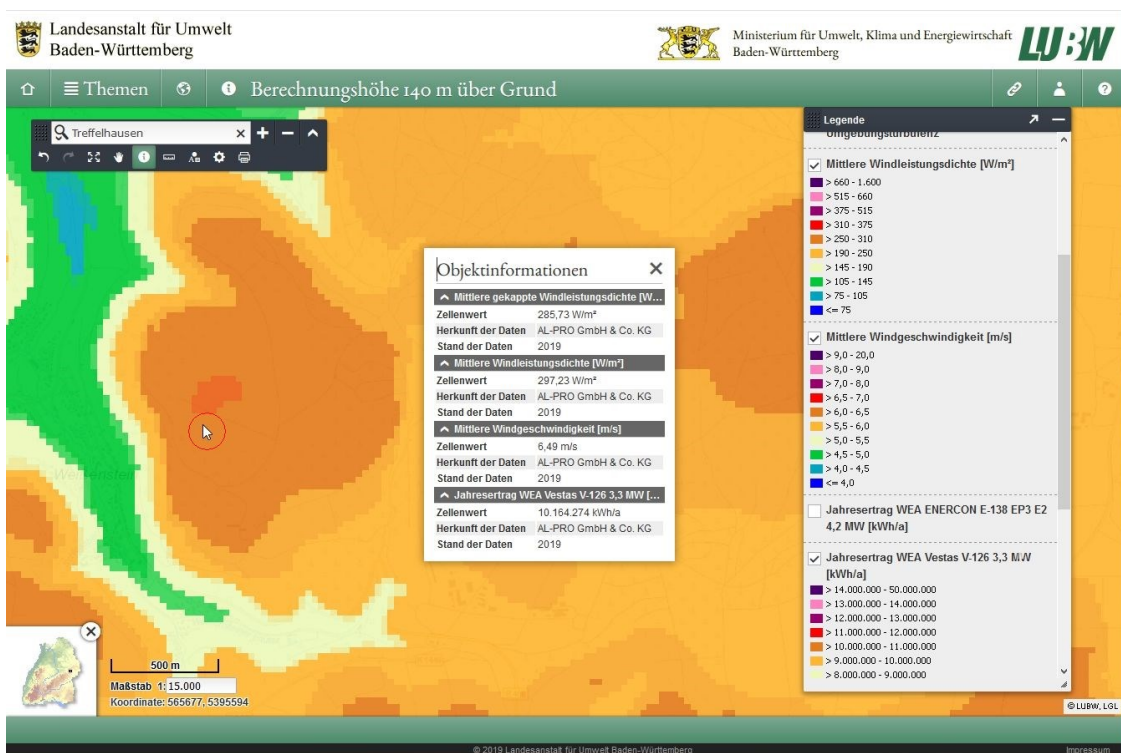 Landesanstalt für Umwelt
Baden-Württemberg
Ministerium für Umwelt, Klima und Energiewirtschaft
Baden-Württemberg
LUBW
Themen
Berechnungshöhe 140 m über Grund
Treffelhausen
Legende
Umgebungsturbulenz
Mittlere Windleistungsdichte [W/m²]
> 660 - 1.600
> 515 - 660
> 375 - 515
> 310 - 375
> 250 - 310
> 190 - 250
> 145 - 190
> 105 - 145
> 75 - 105
<= 75
Mittlere Windgeschwindigkeit [m/s]
> 9,0 - 20,0
> 8,0 - 9,0
> 7,0 - 8,0
> 6,5 - 7,0
> 6,0 - 6,5
> 5,5 - 6,0
> 5,0 - 5,5
> 4,5 - 5,0
> 4,0 - 4,5
<= 4,0
Jahresertrag WEA ENERCON E-138 EP3 E2
4,2 MW [kWh/a]
Jahresertrag WEA Vestas V-126 3,3 MW
[kWh/a]
> 14.000.000 - 50.000.000
> 13.000.000 - 14.000.000
> 12.000.000 - 13.000.000
> 11.000.000 - 12.000.000
> 10.000.000 - 11.000.000
> 9.000.000 - 10.000.000
> 8.000.000 - 9.000.000
Objektinformationen
Mittlere gekappte Windleistungsdichte [W...
Zellenwert 285,73 W/m²
Herkunft der Daten AL-PRO GmbH & Co. KG
Stand der Daten 2019
Mittlere Windleistungsdichte [W/m²]
Zellenwert 297,23 W/m²
Herkunft der Daten AL-PRO GmbH & Co. KG
Stand der Daten 2019
Mittlere Windgeschwindigkeit [m/s]
Zellenwert 6,49 m/s
Herkunft der Daten AL-PRO GmbH & Co. KG
Stand der Daten 2019
Jahresertrag WEA Vestas V-126 3,3 MW [...
Zellenwert 10.164.274 kWh/a
Herkunft der Daten AL-PRO GmbH & Co. KG
Stand der Daten 2019
Weißenstein
500 m
Maßstab 1: 15.000
Koordinate: 565677, 5395594
© LUBW, LGL
© 2019 Landesanstalt für Umwelt Baden-Württemberg
Impressum